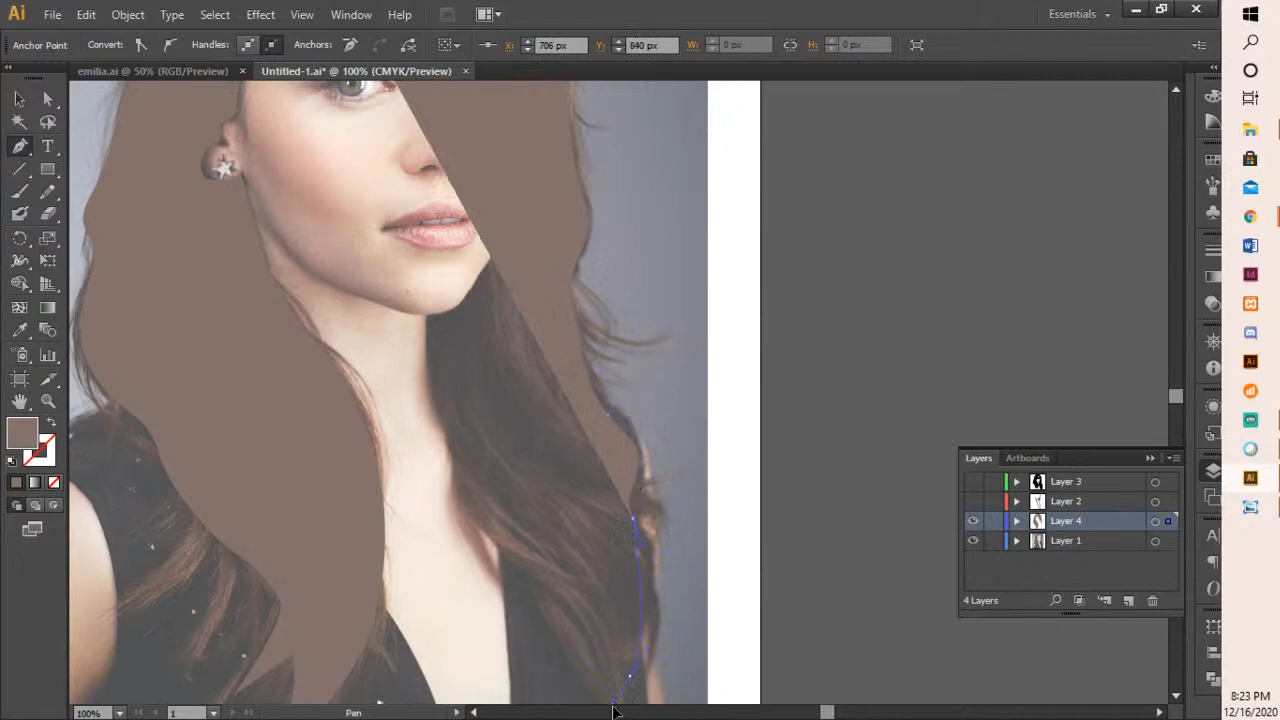 Ai File Edit Object Type Select Effect View Window Help Essentials
Anchor Point Convert: Handles: Anchors: X: 706 px Y: 840 px W: 0 px H: 0 px
emilia.ai @ 50% (RGB/Preview) × Untitled-1.ai* @ 100% (CMYK/Preview) ×
Layers Artboards
Layer 3
Layer 2
Layer 4
Layer 1
4 Layers
100% 1 Pen
8:23 PM
12/16/2020